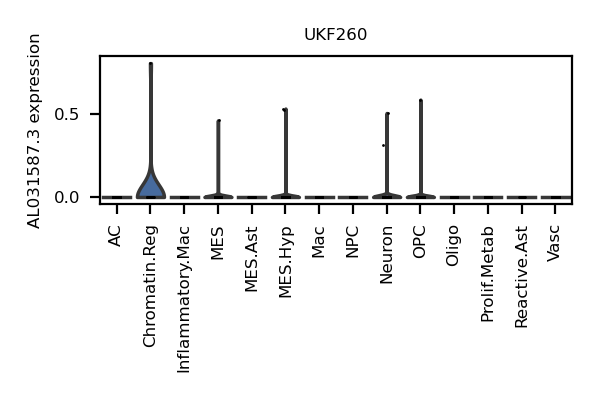 UKF260
AL031587.3 expression
0.5
0.0
AC
Chromatin.Reg
Inflammatory.Mac
MES
MES.Ast
MES.Hyp
Mac
NPC
Neuron
OPC
Oligo
Prolif.Metab
Reactive.Ast
Vasc